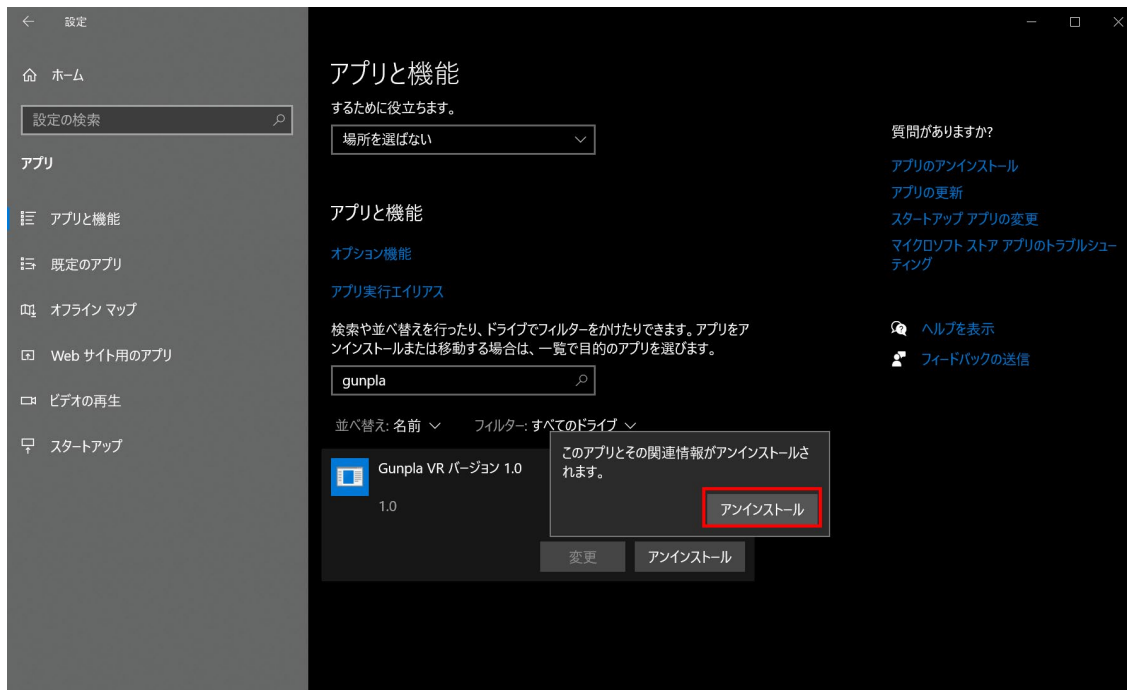 設定
ホーム
設定の検索
アプリ
アプリと機能
既定のアプリ
オフライン マップ
Web サイト用のアプリ
ビデオの再生
スタートアップ
アプリと機能
するために役立ちます。
場所を選ばない
アプリと機能
オプション機能
アプリ実行エイリアス
検索や並べ替えを行ったり、ドライブでフィルターをかけたりできます。アプリをア
ンインストールまたは移動する場合は、一覧で目的のアプリを選びます。
gunpla
並べ替え: 名前 フィルター: すべてのドライブ
Gunpla VR バージョン 1.0
1.0
このアプリとその関連情報がアンインストールさ
れます。
アンインストール
変更 アンインストール
質問がありますか?
アプリのアンインストール
アプリの更新
スタートアップ アプリの変更
マイクロソフト ストア アプリのトラブルシュー
ティング
ヘルプを表示
フィードバックの送信